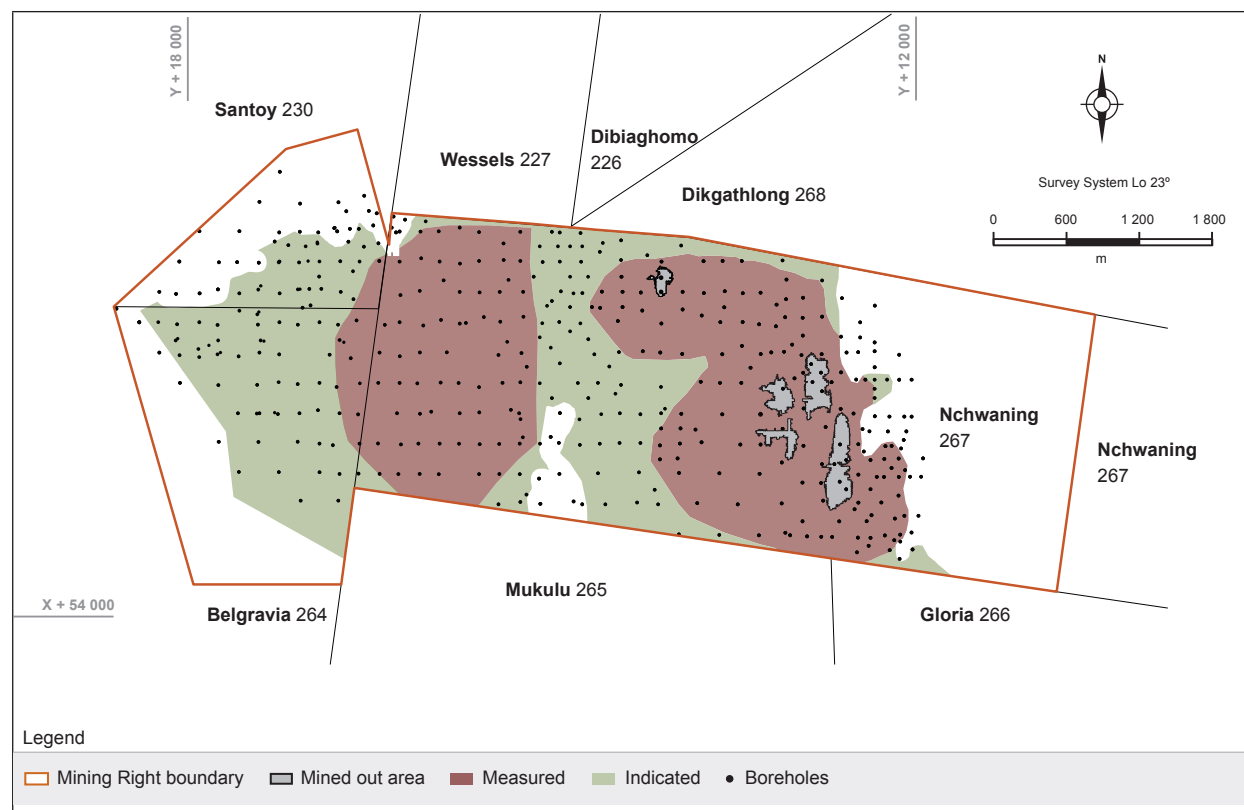 Y + 18 000
Y + 12 000
N
Santoy 230
Wessels 227
Dibiaghomo
226
Dikgathlong 268
Survey System Lo 23º
0 600 1 200 1 800
m
Nchwaning
267
Nchwaning
267
X + 54 000
Belgravia 264
Mukulu 265
Gloria 266
Legend
Mining Right boundary Mined out area Measured Indicated Boreholes